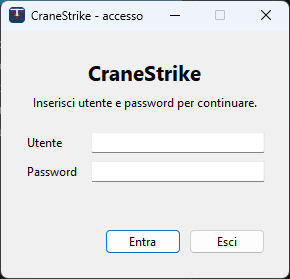 CraneStrike - accesso
CraneStrike
Inserisci utente e password per continuare.
Utente
Password
Entra
Esci